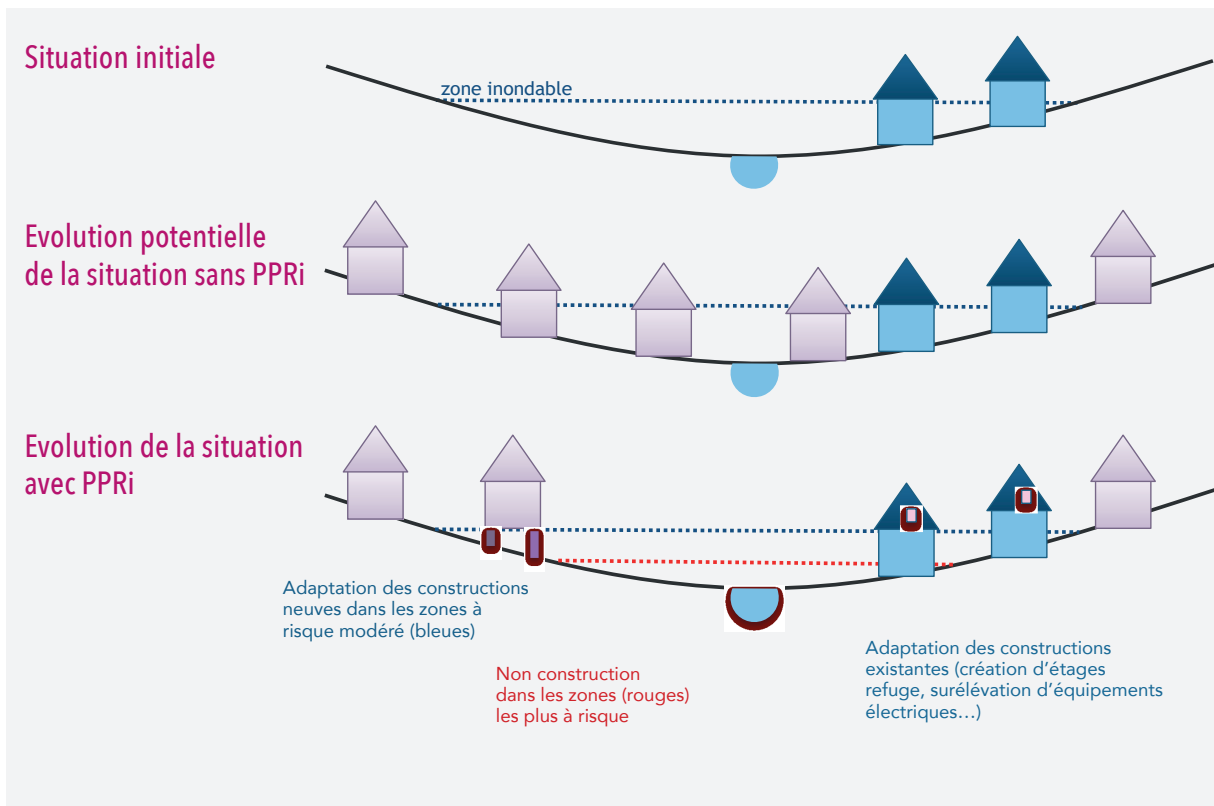 Situation initiale
zone inondable
Evolution potentielle
de la situation sans PPRi
Evolution de la situation
avec PPRi
Adaptation des constructions
neuves dans les zones à
risque modéré (bleues)
Non construction
dans les zones (rouges)
les plus à risque
Adaptation des constructions
existantes (création d'étages
refuge, surélévation d'équipements
électriques...)